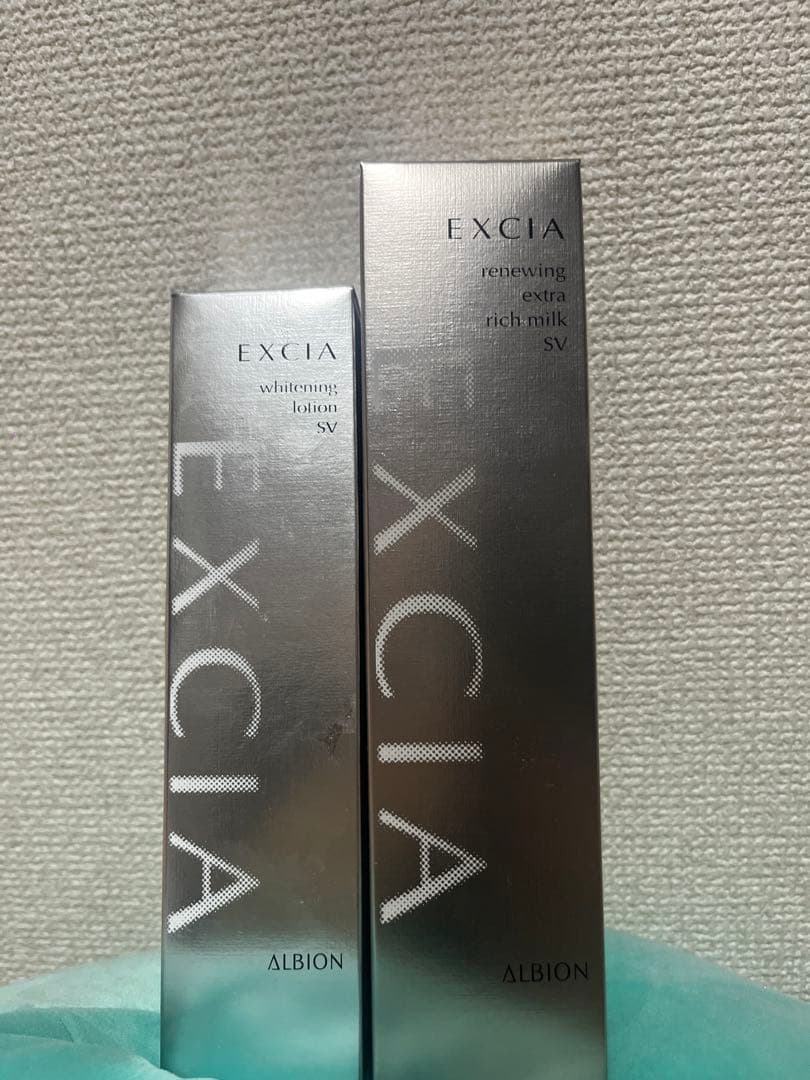 EXCIA
whitening
lotion
SV
EXCIA
ALBION
EXCIA
renewing
extra
rich milk
SV
EXCIA
ALBION